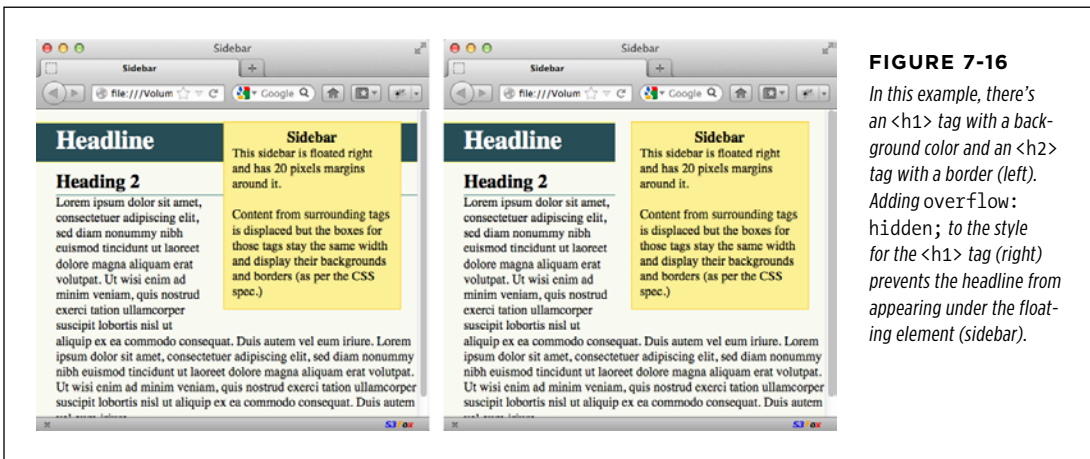 Sidebar
Sidebar
file:///Volum
Google
Headline
Sidebar
This sidebar is floated right
and has 20 pixels margins
around it.
Content from surrounding tags
is displaced but the boxes for
those tags stay the same width
and display their backgrounds
and borders (as per the CSS
spec.)
Heading 2
Lorem ipsum dolor sit amet,
consectetuer adipiscing elit,
sed diam nonummy nibh
euismod tincidunt ut laoreet
dolore magna aliquam erat
volutpat. Ut wisi enim ad
minim veniam, quis nostrud
exerci tation ullamcorper
suscipit lobortis nisl ut
aliquip ex ea commodo consequat. Duis autem vel eum iriure. Lorem
ipsum dolor sit amet, consectetuer adipiscing elit, sed diam nonummy
nibh euismod tincidunt ut laoreet dolore magna aliquam erat volutpat.
Ut wisi enim ad minim veniam, quis nostrud exerci tation ullamcorper
suscipit lobortis nisl ut aliquip ex ea commodo consequat. Duis autem
Sidebar
Sidebar
file:///Volum
Google
Headline
Sidebar
This sidebar is floated right
and has 20 pixels margins
around it.
Content from surrounding tags
is displaced but the boxes for
those tags stay the same width
and display their backgrounds
and borders (as per the CSS
spec.)
Heading 2
Lorem ipsum dolor sit amet,
consectetuer adipiscing elit,
sed diam nonummy nibh
euismod tincidunt ut laoreet
dolore magna aliquam erat
volutpat. Ut wisi enim ad
minim veniam, quis nostrud
exerci tation ullamcorper
suscipit lobortis nisl ut
aliquip ex ea commodo consequat. Duis autem vel eum iriure. Lorem
ipsum dolor sit amet, consectetuer adipiscing elit, sed diam nonummy
nibh euismod tincidunt ut laoreet dolore magna aliquam erat volutpat.
Ut wisi enim ad minim veniam, quis nostrud exerci tation ullamcorper
suscipit lobortis nisl ut aliquip ex ea commodo consequat. Duis autem
FIGURE 7-16
In this example, there's
an <h1> tag with a back-
ground color and an <h2>
tag with a border (left).
Adding overflow:
hidden; to the style
for the <h1> tag (right)
prevents the headline from
appearing under the float-
ing element (sidebar).